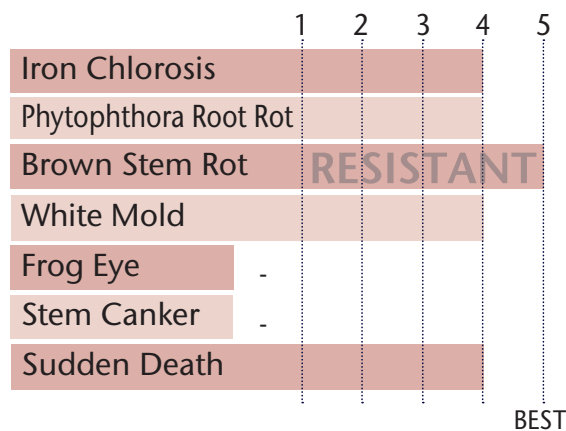 1 2 3 4 5
Iron Chlorosis
Phytophthora Root Rot
Brown Stem Rot RESISTANT
White Mold
Frog Eye -
Stem Canker -
Sudden Death
BEST